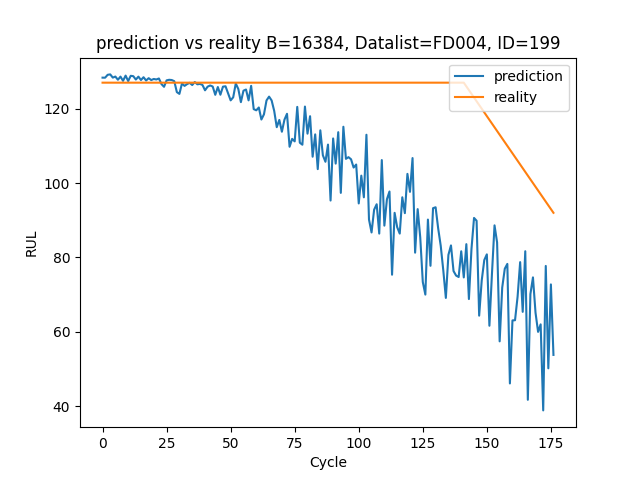 prediction vs reality B=16384, Datalist=FD004, ID=199
prediction
reality
RUL
120
100
80
60
40
0 25 50 75 100 125 150 175
Cycle